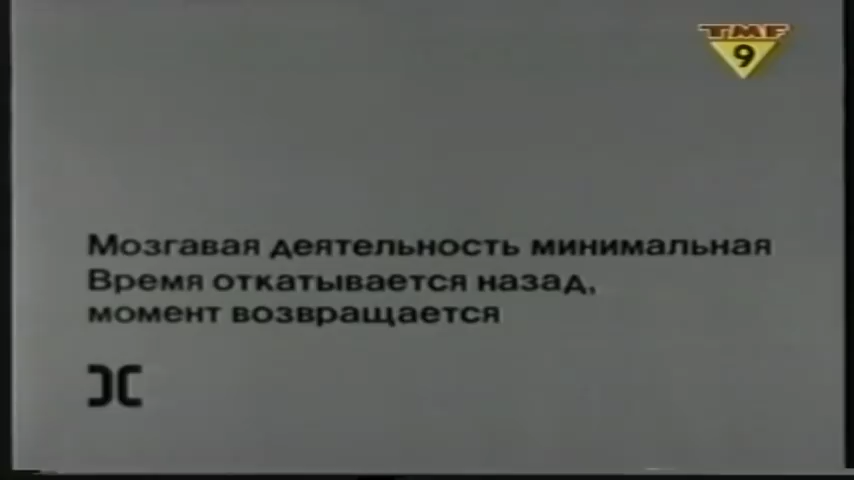 TMF
9
Мозгавая деятельность минимальная
Время откатывается назад,
момент возвращается